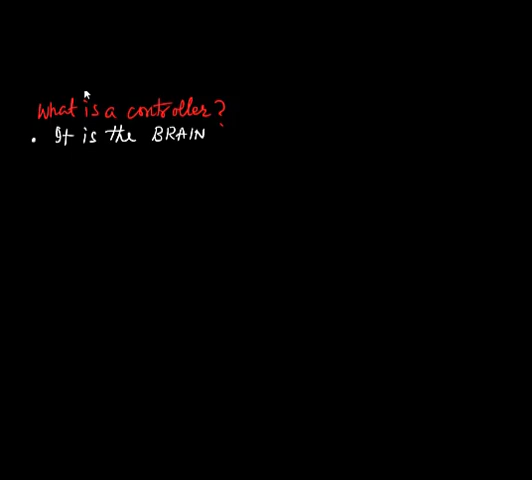 What is a controller?
. It is the BRAIN